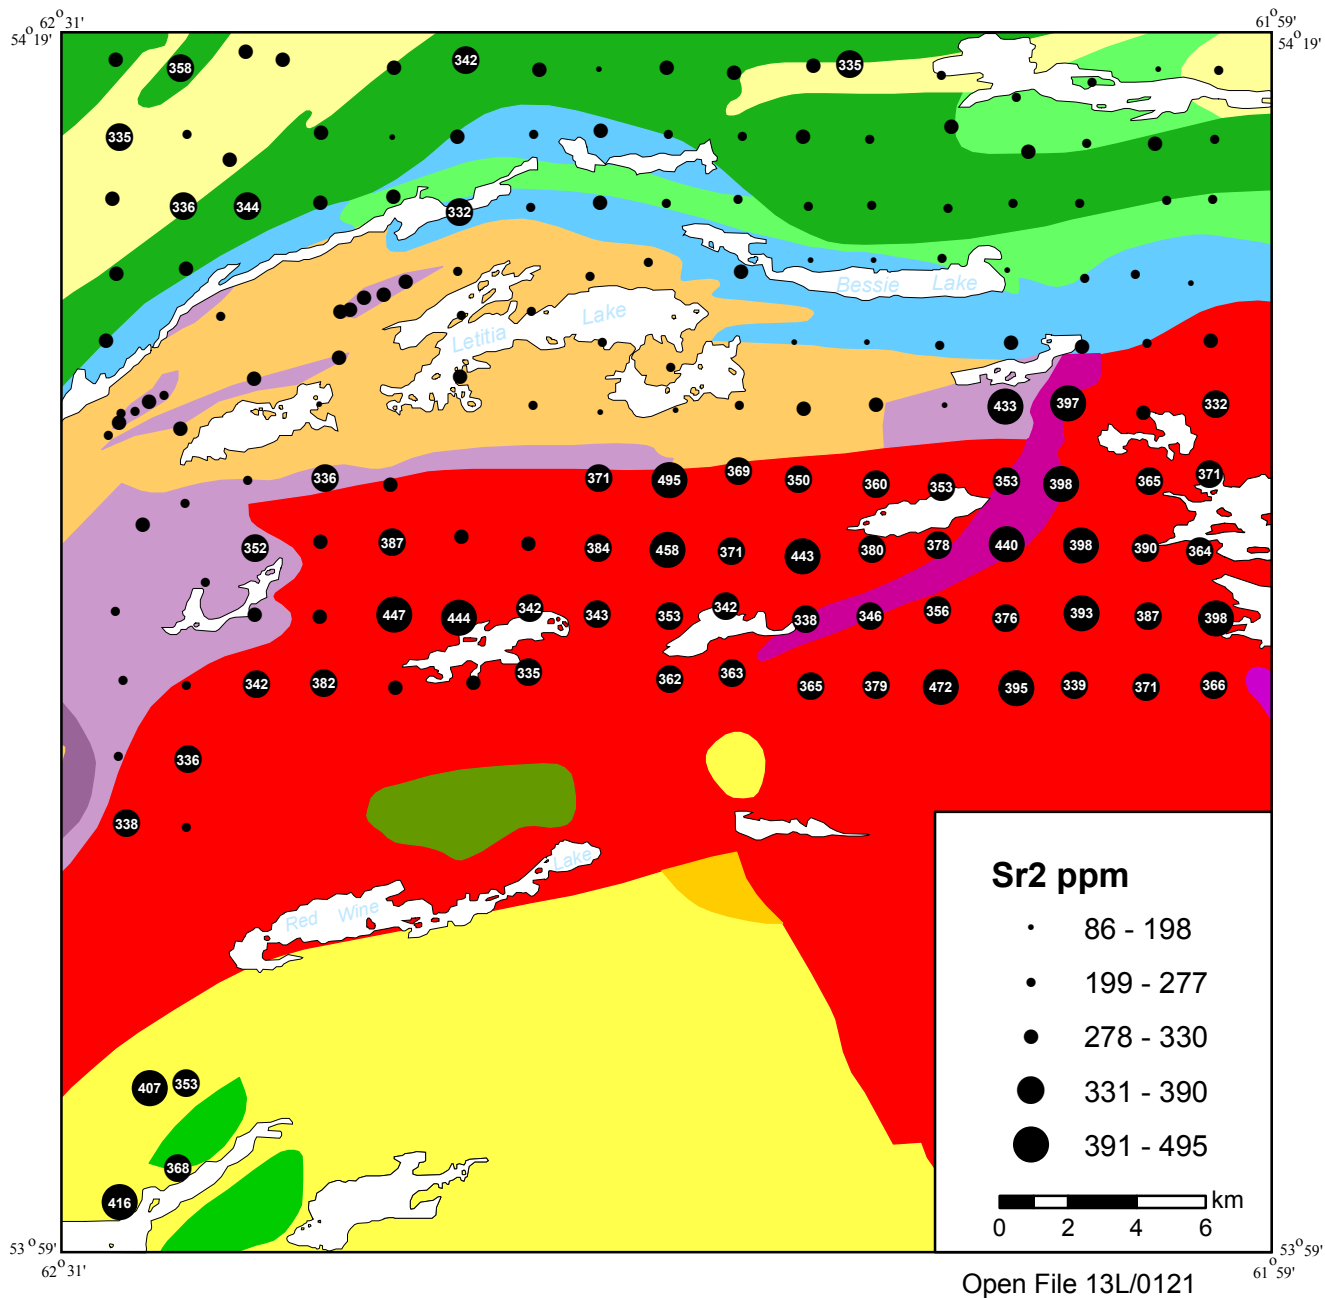 62°31' 61°59'
54°19' 54°19'
342
335
358
335
336 344
332
Bessie Lake
Letitia Lake
433 397 332
336 371 495 369 350 360 353 353 398 365 371
352 387 384 458 371 443 380 378 440 398 390 364
447 444 342 343 353 342 338 346 356 376 393 387 398
342 382 335 362 363 365 379 472 395 339 371 366
336
338
Red Wine Lake
407 353
368
416
Sr2 ppm
86 - 198
199 - 277
278 - 330
331 - 390
391 - 495
km
0 2 4 6
53°59' 53°59'
62°31' 61°59'
Open File 13L/0121